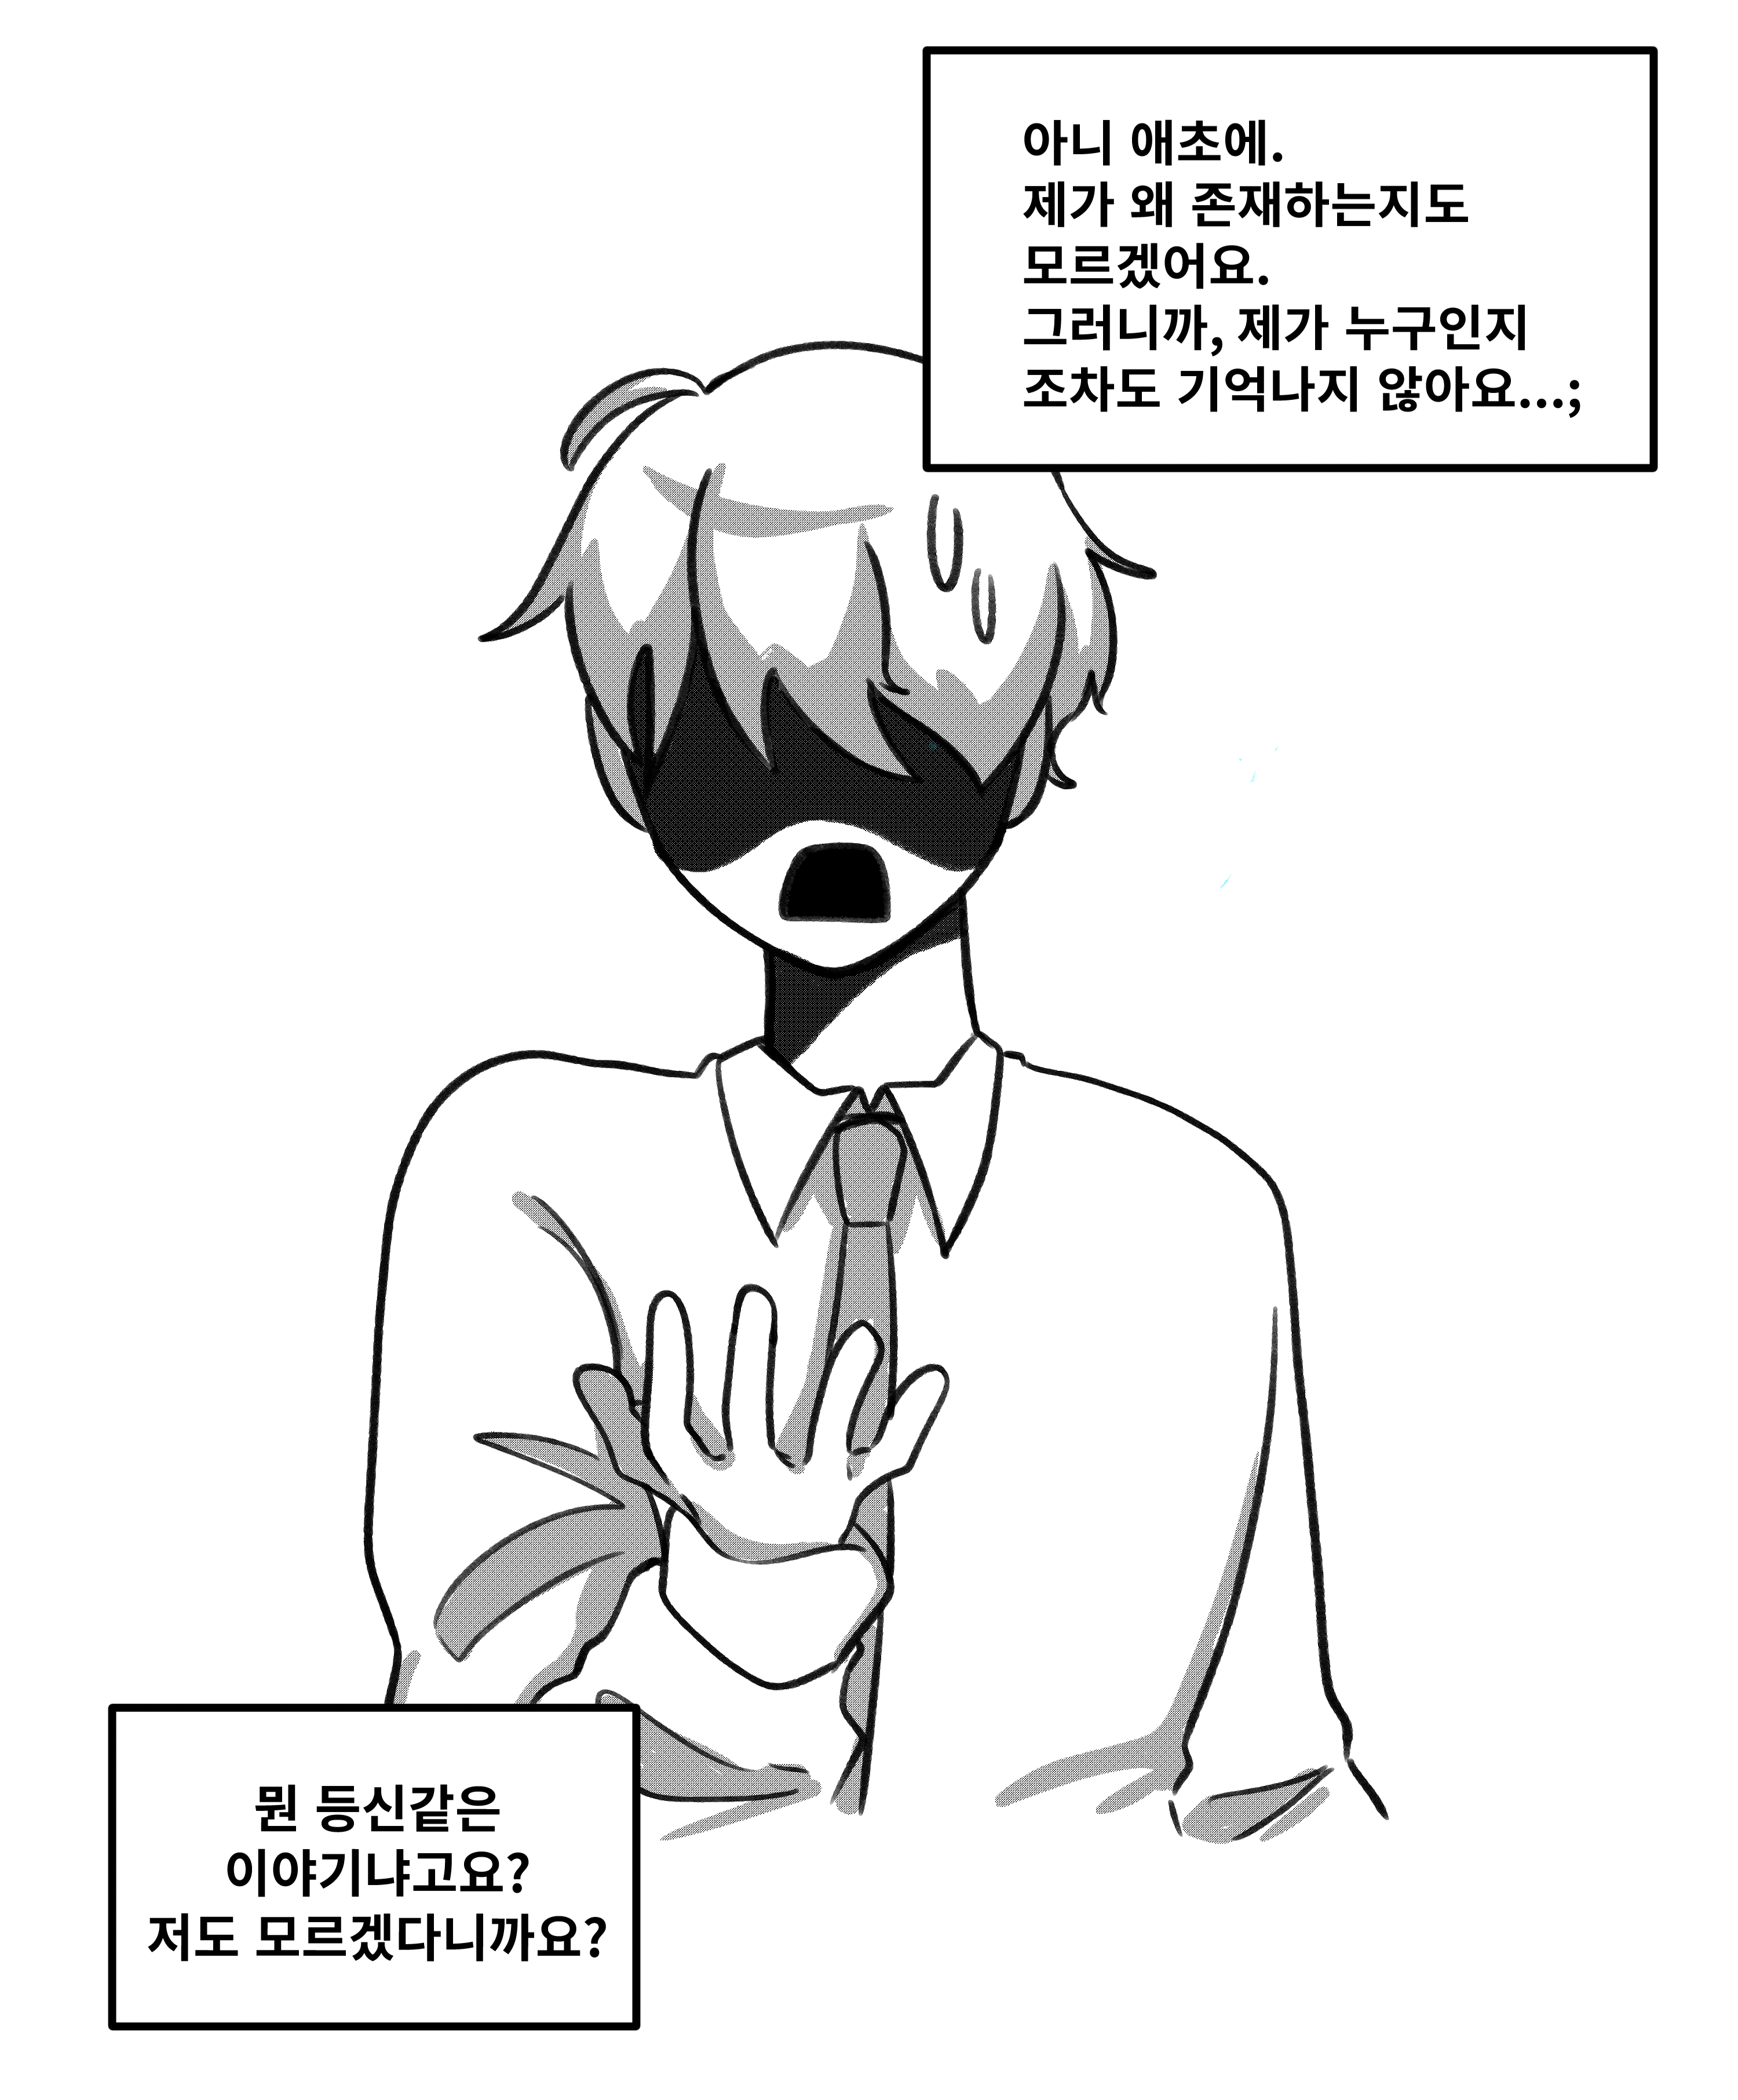 아니 애초에.
제가 왜 존재하는지도
모르겠어요.
그러니까, 제가 누구인지
조차도 기억나지 않아요...;
뭔 등신같은
이야기냐고요?
저도 모르겠다니까요?